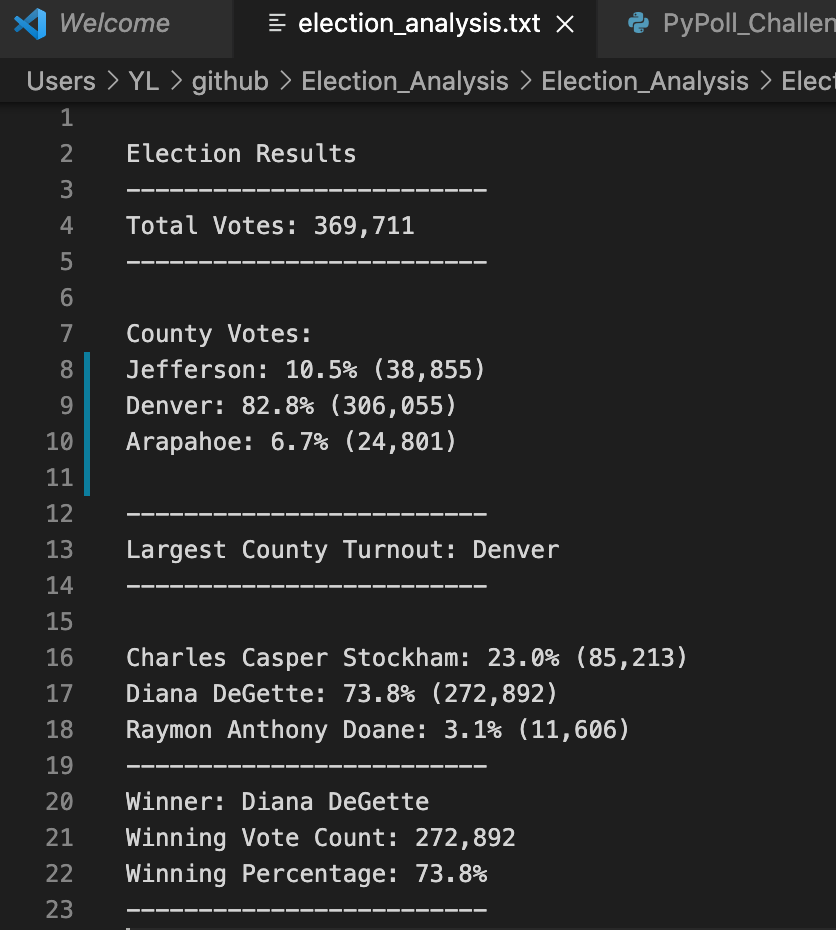 Welcome election_analysis.txt PyPoll_Challen
Users > YL > github > Election_Analysis > Election_Analysis > Elect
1
2 Election Results
3 -------------------------
4 Total Votes: 369,711
5 -------------------------
6
7 County Votes:
8 Jefferson: 10.5% (38,855)
9 Denver: 82.8% (306,055)
10 Arapahoe: 6.7% (24,801)
11
12 -------------------------
13 Largest County Turnout: Denver
14 -------------------------
15
16 Charles Casper Stockham: 23.0% (85,213)
17 Diana DeGette: 73.8% (272,892)
18 Raymon Anthony Doane: 3.1% (11,606)
19 -------------------------
20 Winner: Diana DeGette
21 Winning Vote Count: 272,892
22 Winning Percentage: 73.8%
23 -------------------------